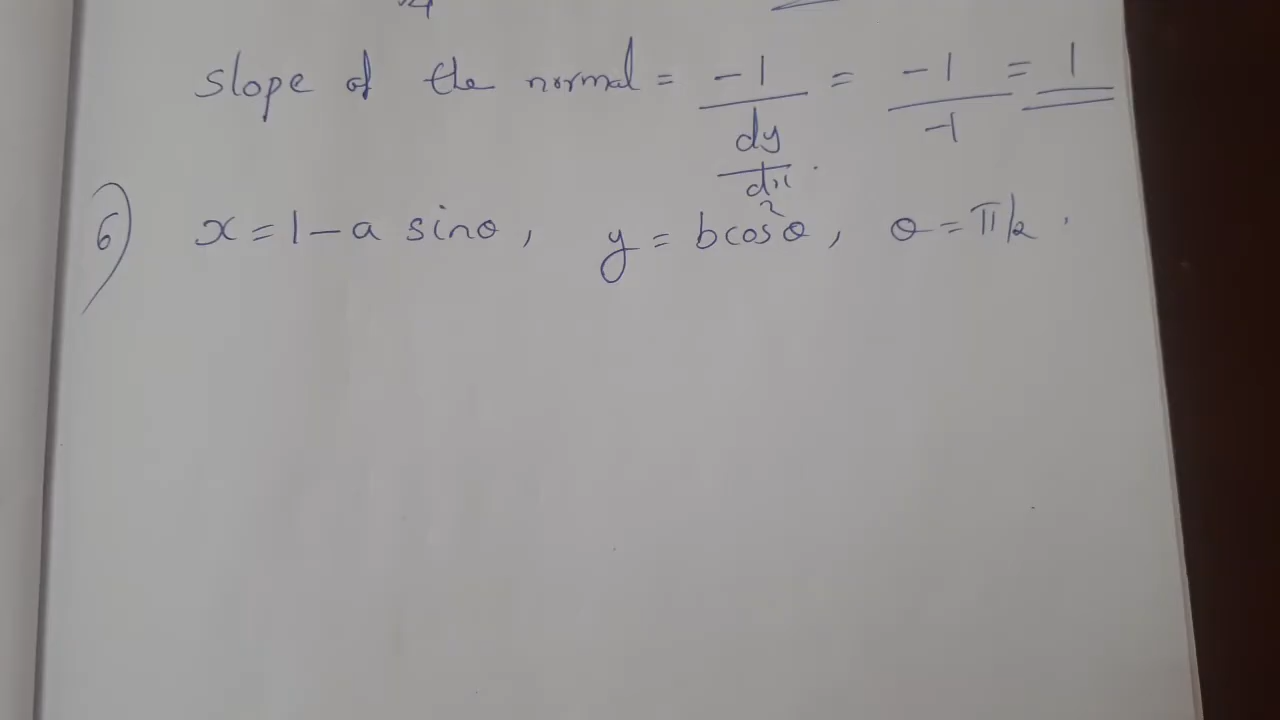 slope of the normal = -1 / dy/dx = -1 / -1 = 1
6) x = 1 - a sinθ, y = b cos²θ, θ = π/2.